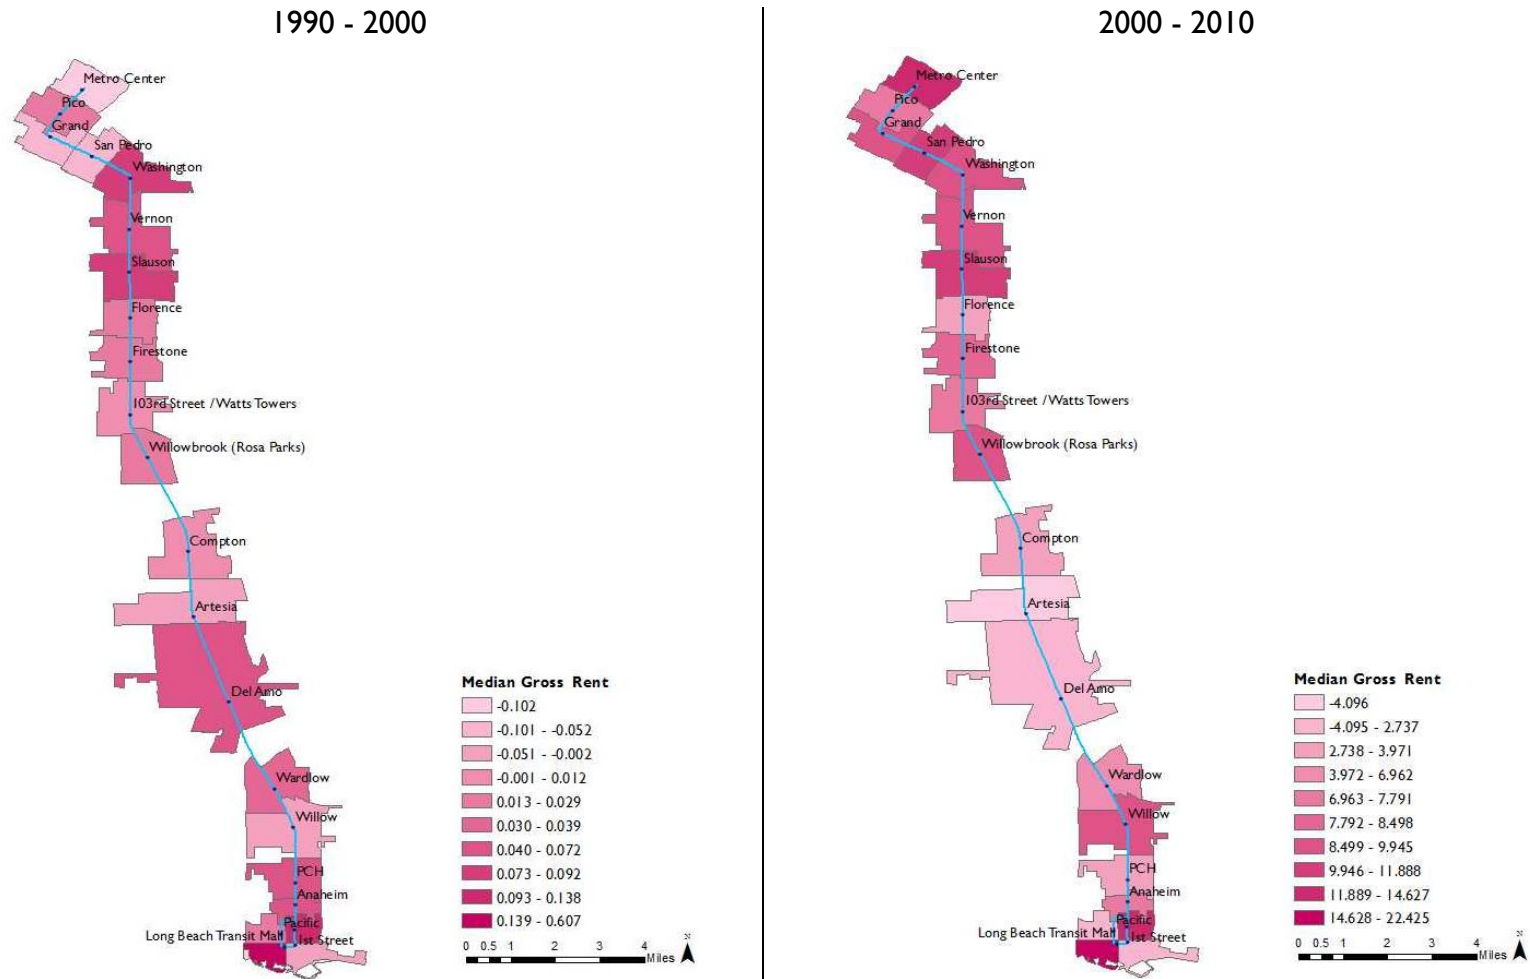 1990 - 2000
Metro Center
Pico
Grand
San Pedro
Washington
Vernon
Slauson
Florence
Firestone
103rd Street / Watts Towers
Willowbrook (Rosa Parks)
Compton
Artesia
Del Amo
Wardlow
Willow
PCH
Anaheim
Pacific
Long Beach Transit Mall
1st Street
Median Gross Rent
-0.102
-0.101 - -0.052
-0.051 - -0.002
-0.001 - 0.012
0.013 - 0.029
0.030 - 0.039
0.040 - 0.072
0.073 - 0.092
0.093 - 0.138
0.139 - 0.607
0 0.5 1 2 3 4
Miles
N
2000 - 2010
Metro Center
Pico
Grand
San Pedro
Washington
Vernon
Slauson
Florence
Firestone
103rd Street / Watts Towers
Willowbrook (Rosa Parks)
Compton
Artesia
Del Amo
Wardlow
Willow
PCH
Anaheim
Pacific
Long Beach Transit Mall
1st Street
Median Gross Rent
-4.096
-4.095 - 2.737
2.738 - 3.971
3.972 - 6.962
6.963 - 7.791
7.792 - 8.498
8.499 - 9.945
9.946 - 11.888
11.889 - 14.627
14.628 - 22.425
0 0.5 1 2 3 4
Miles
N